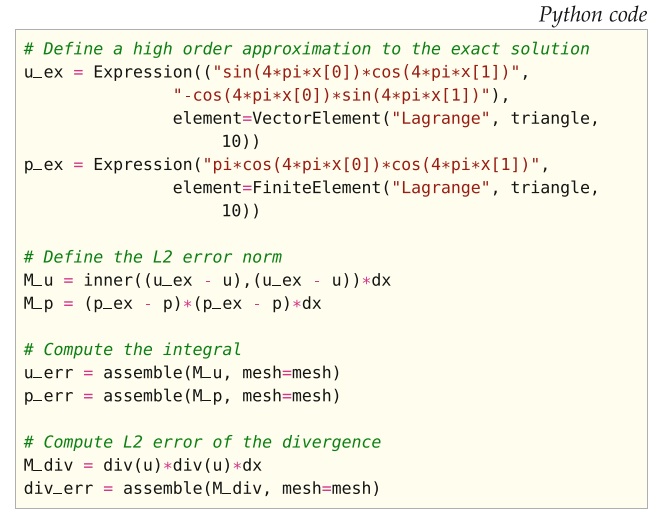 Python code
# Define a high order approximation to the exact solution
u_ex = Expression(("sin(4*pi*x[0])*cos(4*pi*x[1])",
"-cos(4*pi*x[0])*sin(4*pi*x[1])"),
element=VectorElement("Lagrange", triangle,
10))
p_ex = Expression("pi*cos(4*pi*x[0])*cos(4*pi*x[1])",
element=FiniteElement("Lagrange", triangle,
10))
# Define the L2 error norm
M_u = inner((u_ex - u),(u_ex - u))*dx
M_p = (p_ex - p)*(p_ex - p)*dx
# Compute the integral
u_err = assemble(M_u, mesh=mesh)
p_err = assemble(M_p, mesh=mesh)
# Compute L2 error of the divergence
M_div = div(u)*div(u)*dx
div_err = assemble(M_div, mesh=mesh)